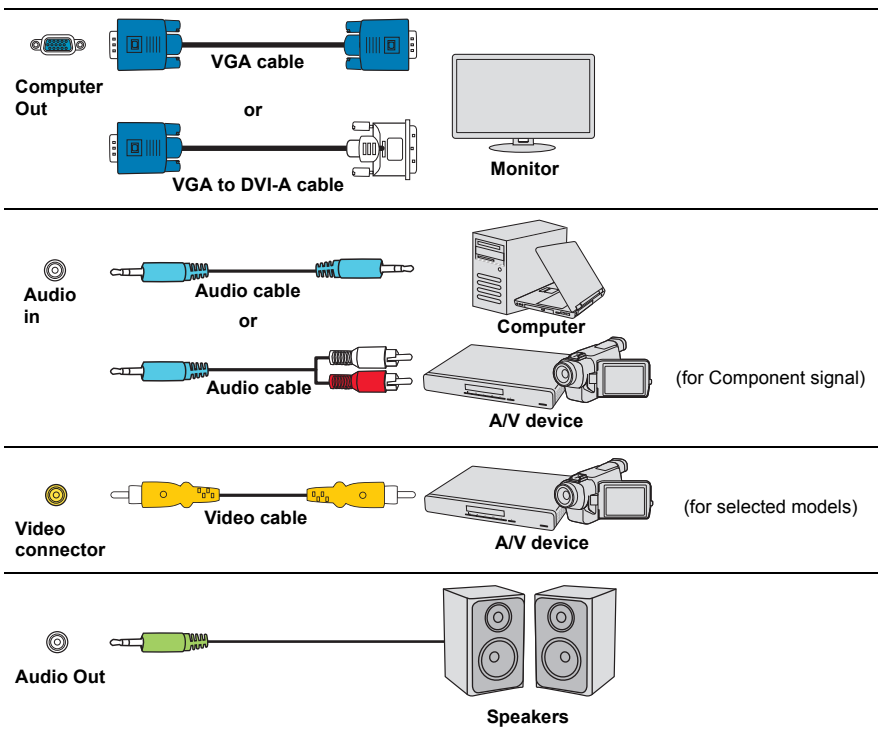 VGA cable
Computer
Out
or
VGA to DVI-A cable
Monitor
Audio
in
Audio cable
or
Computer
Audio cable
(for Component signal)
A/V device
Video
connector
Video cable
(for selected models)
A/V device
Audio Out
Speakers